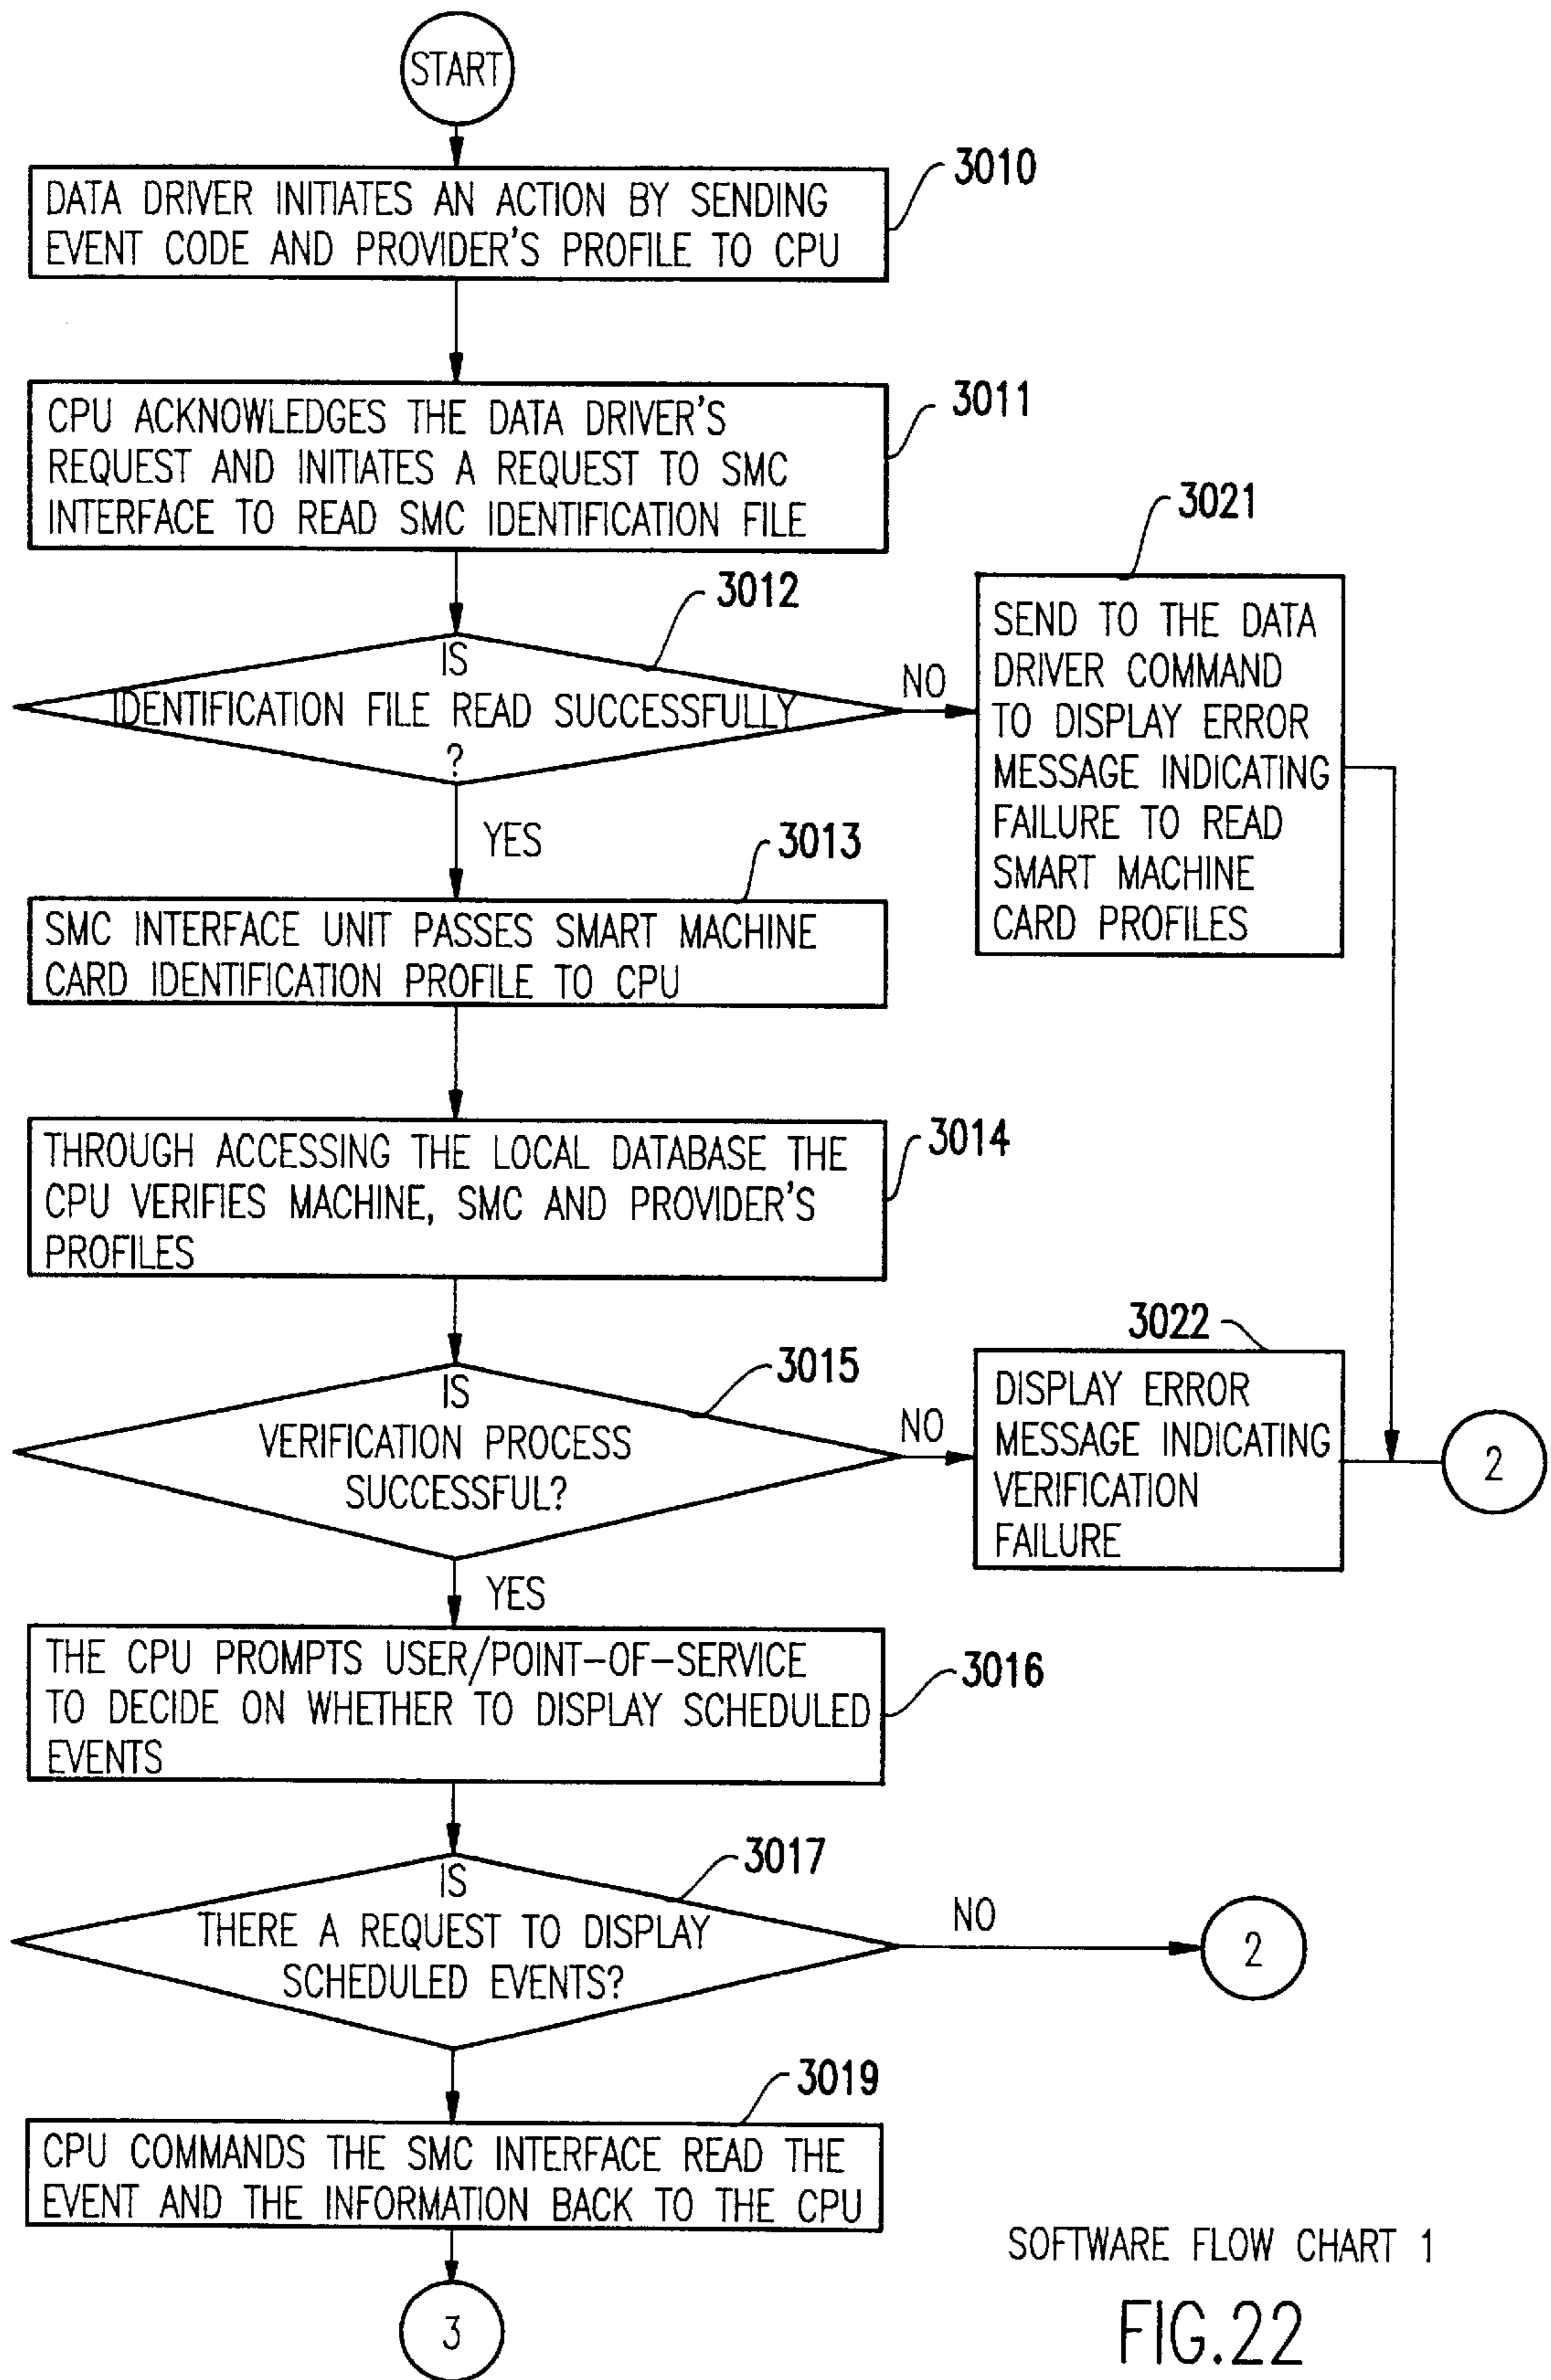 START
3010
DATA DRIVER INITIATES AN ACTION BY SENDING
EVENT CODE AND PROVIDER'S PROFILE TO CPU
3011
CPU ACKNOWLEDGES THE DATA DRIVER'S
REQUEST AND INITIATES A REQUEST TO SMC
INTERFACE TO READ SMC IDENTIFICATION FILE
3012
IS
IDENTIFICATION FILE READ SUCCESSFULLY
?
NO
3021
SEND TO THE DATA
DRIVER COMMAND
TO DISPLAY ERROR
MESSAGE INDICATING
FAILURE TO READ
SMART MACHINE
CARD PROFILES
YES
3013
SMC INTERFACE UNIT PASSES SMART MACHINE
CARD IDENTIFICATION PROFILE TO CPU
3014
THROUGH ACCESSING THE LOCAL DATABASE THE
CPU VERIFIES MACHINE, SMC AND PROVIDER'S
PROFILES
3015
IS
VERIFICATION PROCESS
SUCCESSFUL?
NO
3022
DISPLAY ERROR
MESSAGE INDICATING
VERIFICATION
FAILURE
2
YES
3016
THE CPU PROMPTS USER/POINT-OF-SERVICE
TO DECIDE ON WHETHER TO DISPLAY SCHEDULED
EVENTS
3017
IS
THERE A REQUEST TO DISPLAY
SCHEDULED EVENTS?
NO
2
3019
CPU COMMANDS THE SMC INTERFACE READ THE
EVENT AND THE INFORMATION BACK TO THE CPU
3
SOFTWARE FLOW CHART 1
FIG.22